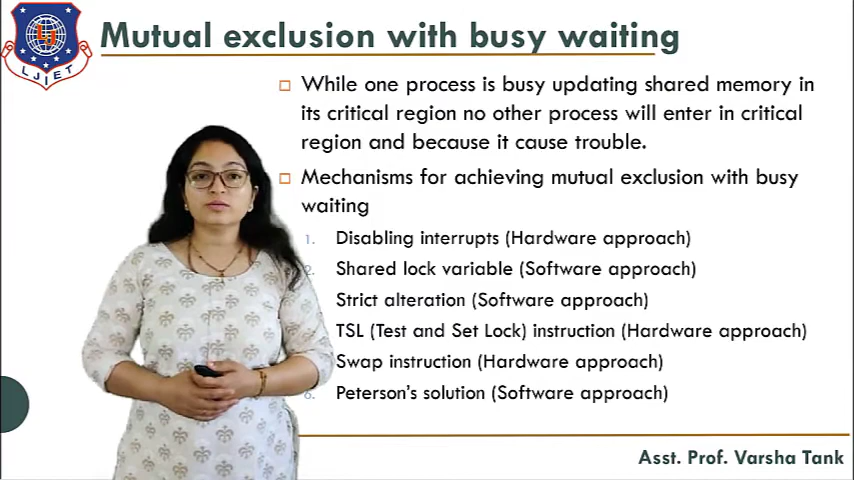 LJ
LJIET
Mutual exclusion with busy waiting
While one process is busy updating shared memory in
its critical region no other process will enter in critical
region and because it cause trouble.
Mechanisms for achieving mutual exclusion with busy
waiting
1. Disabling interrupts (Hardware approach)
2. Shared lock variable (Software approach)
Strict alteration (Software approach)
TSL (Test and Set Lock) instruction (Hardware approach)
Swap instruction (Hardware approach)
6. Peterson's solution (Software approach)
Asst. Prof. Varsha Tank